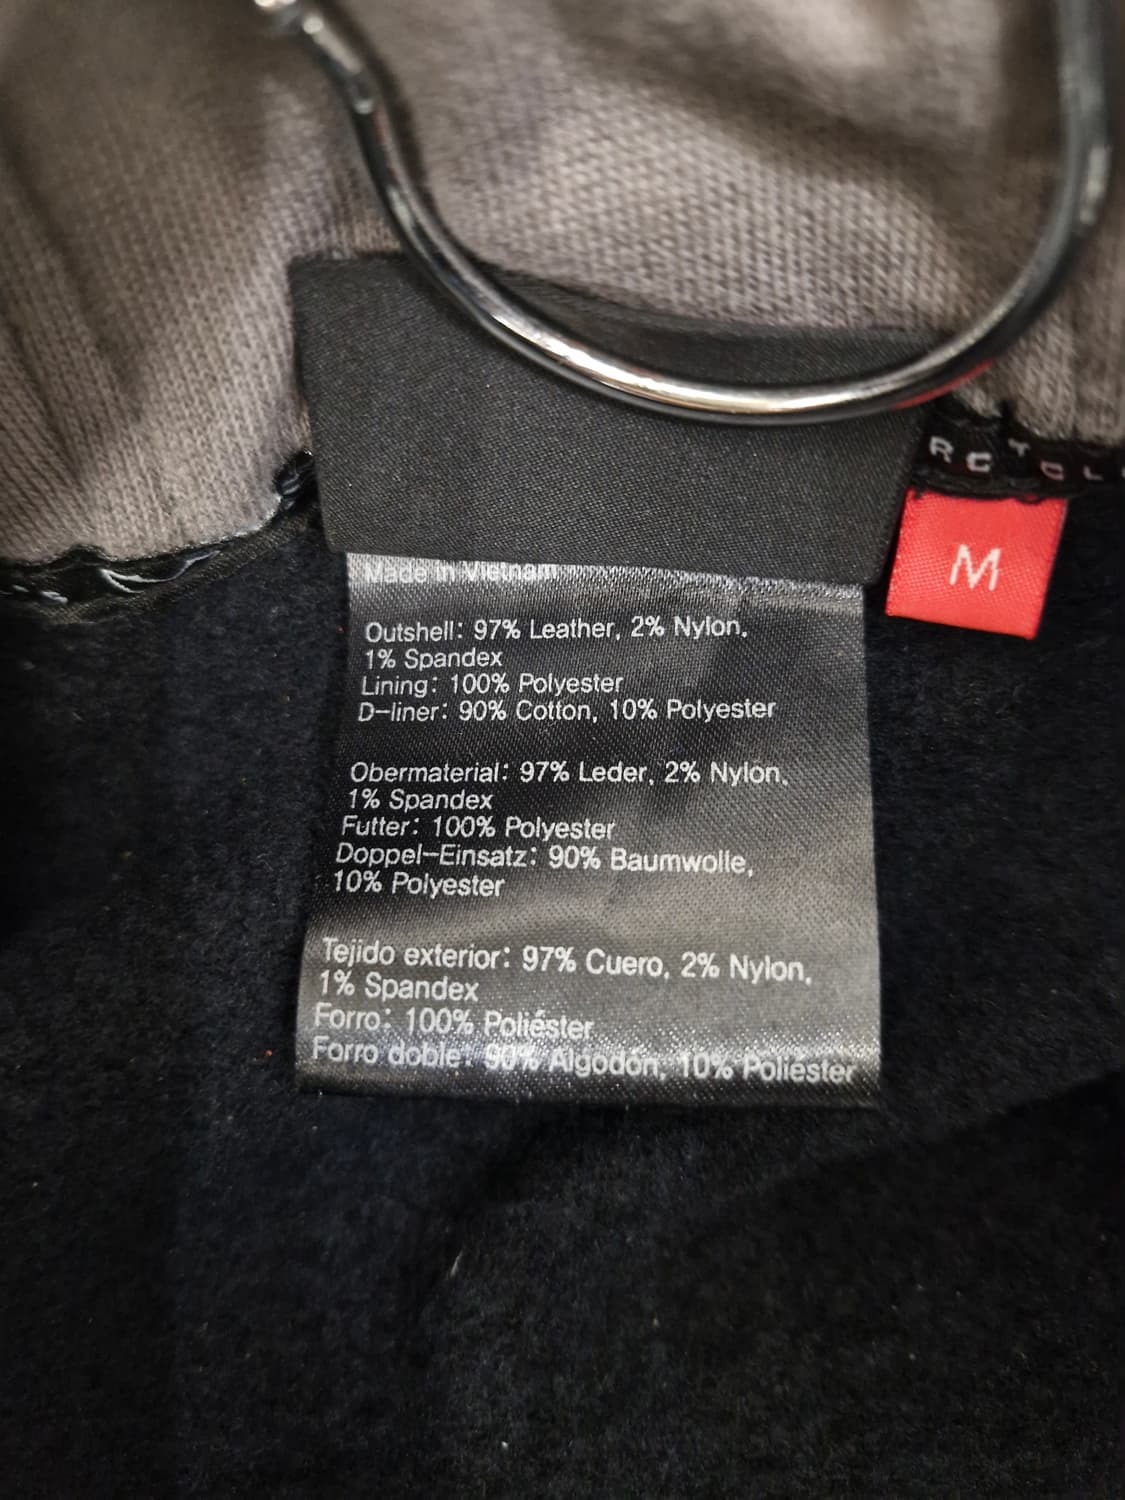 M
Made in Vietnam
Outshell: 97% Leather, 2% Nylon,
1% Spandex
Lining: 100% Polyester
D-liner: 90% Cotton, 10% Polyester
Obermaterial: 97% Leder, 2% Nylon,
1% Spandex
Futter: 100% Polyester
Doppel-Einsatz: 90% Baumwolle,
10% Polyester
Tejido exterior: 97% Cuero, 2% Nylon,
1% Spandex
Forro: 100% Poliéster
Forro doble: 90% Algodón, 10% Poliéster